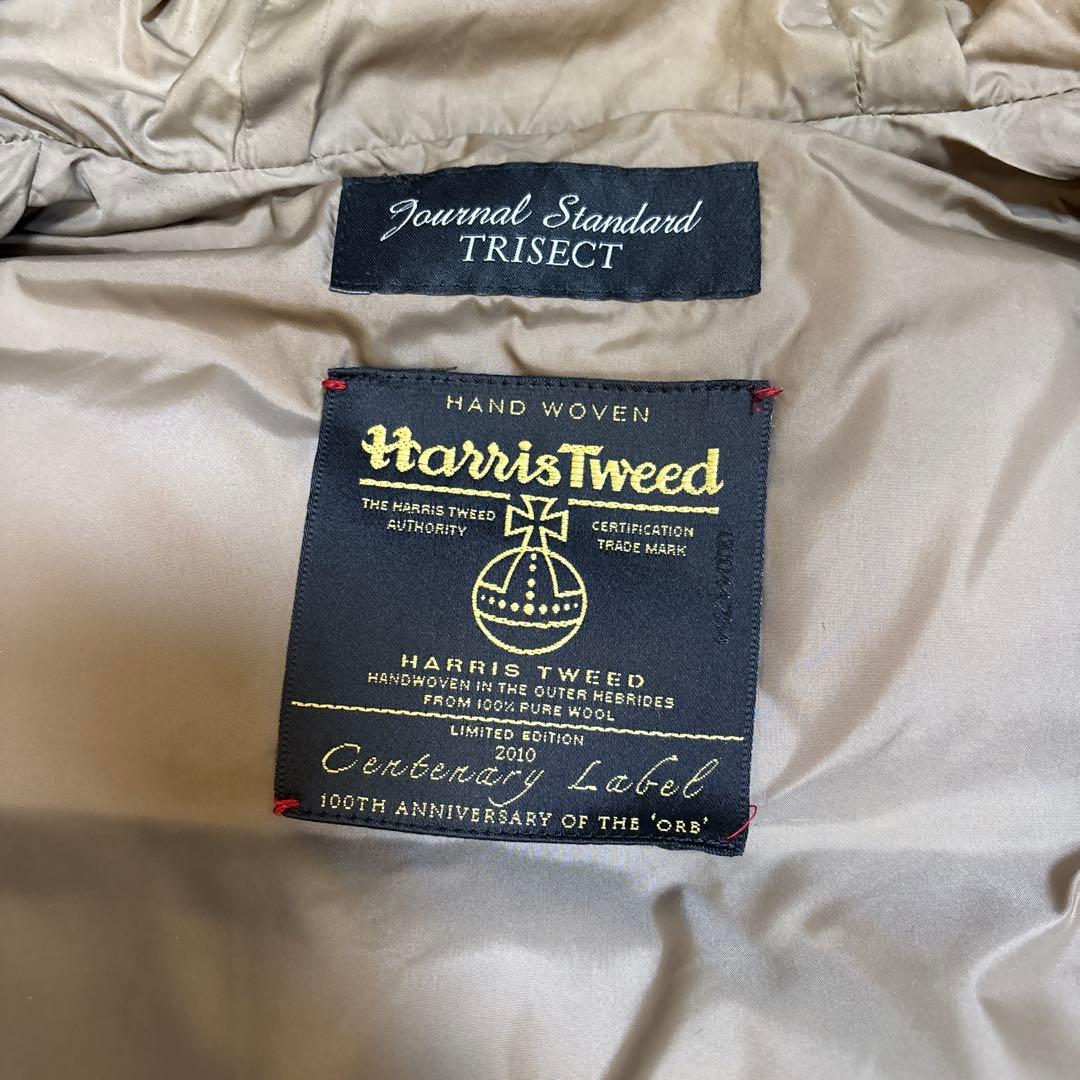 Journal Standard
TRISECT
HAND WOVEN
Harris Tweed
THE HARRIS TWEED
AUTHORITY
CERTIFICATION
TRADE MARK
HARRIS TWEED
HANDWOVEN IN THE OUTER HEBRIDES
FROM 100% PURE WOOL
LIMITED EDITION
2010
Centenary Label
100TH ANNIVERSARY OF THE 'ORB'